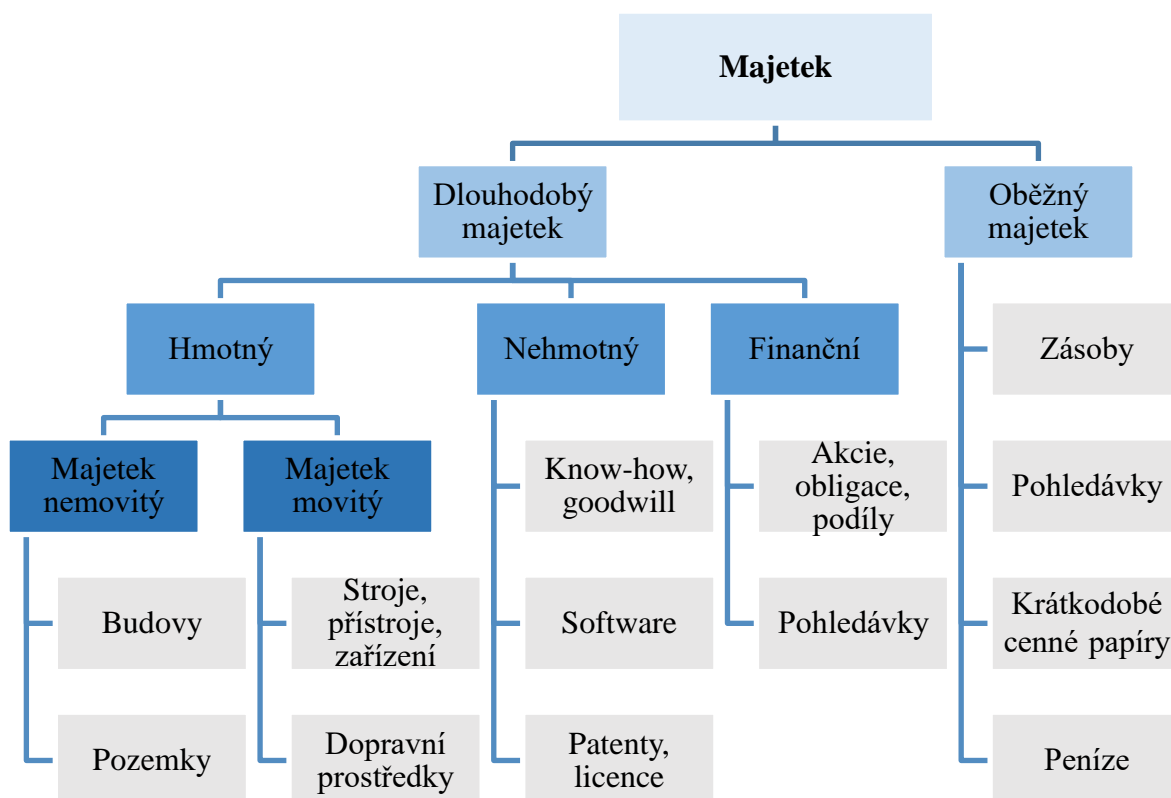 Majetek
Dlouhodobý
majetek
Oběžný
majetek
Hmotný
Nehmotný
Finanční
Zásoby
Majetek
nemovitý
Majetek
movitý
Know-how,
goodwill
Akcie,
obligace,
podíly
Pohledávky
Budovy
Stroje,
přístroje,
zařízení
Software
Pohledávky
Krátkodobé
cenné papíry
Pozemky
Dopravní
prostředky
Patenty,
licence
Peníze